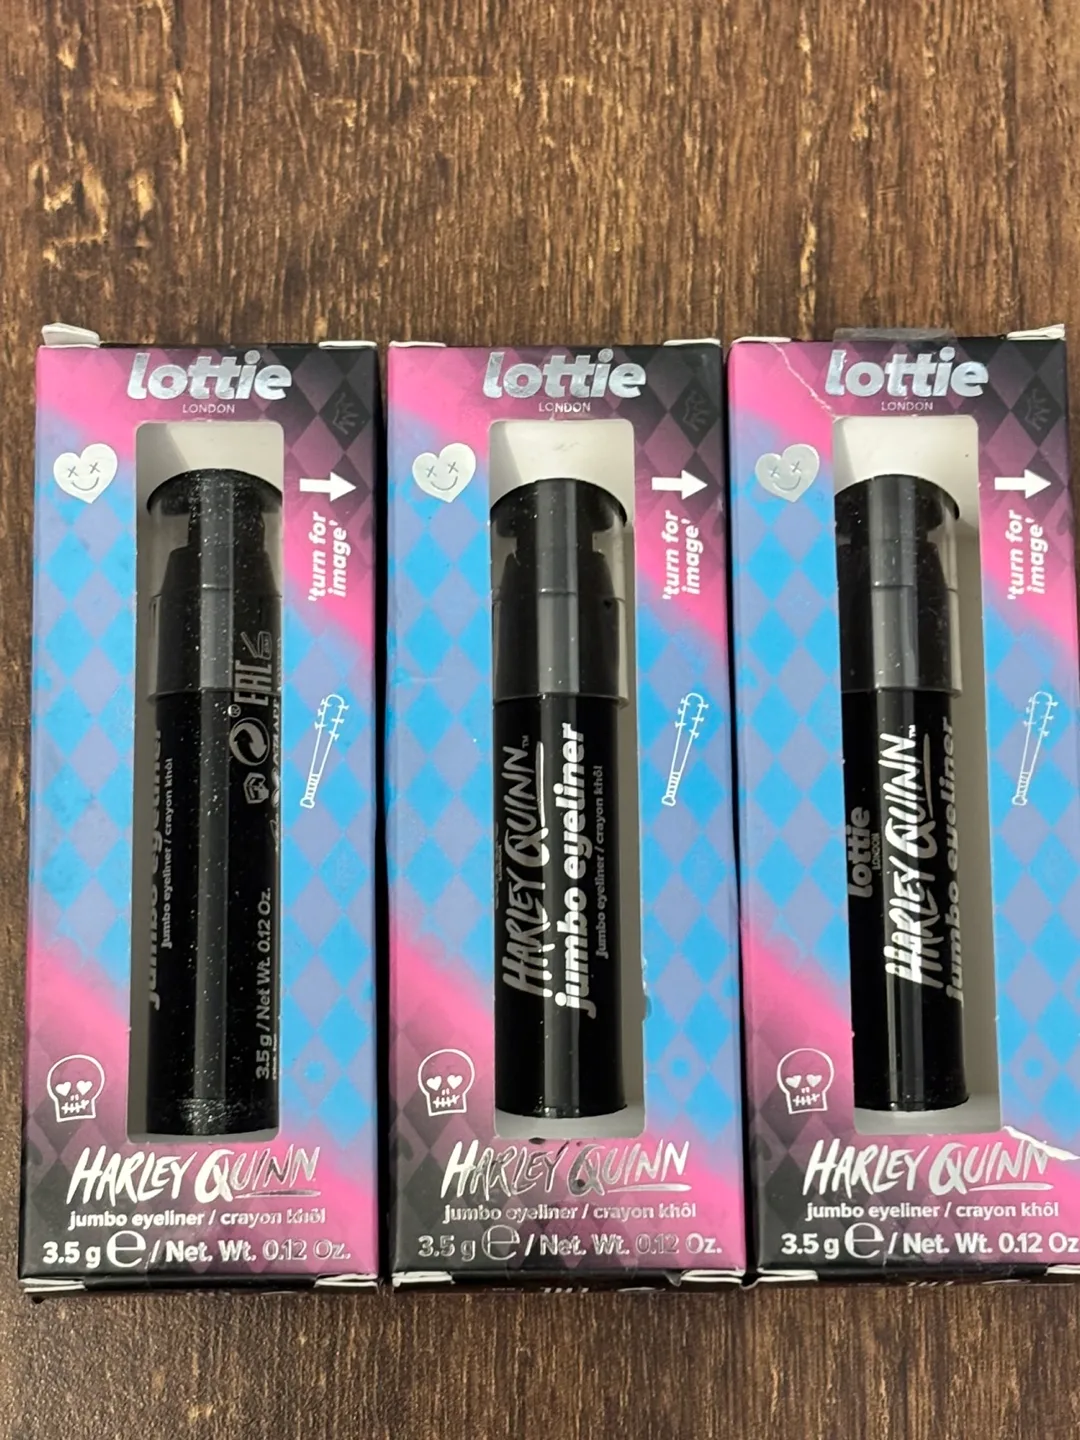 lottie
LONDON
'turn for
image'
EAC
jumbo eyeliner
jumbo eyeliner / crayon khôl
3.5 g / Net Wt. 0.12 Oz.
HARLEY QUINN
jumbo eyeliner / crayon khôl
3.5 g e / Net. Wt. 0.12 Oz.
lottie
LONDON
'turn for
image'
HARLEY QUINN™
jumbo eyeliner
jumbo eyeliner / crayon khôl
HARLEY QUINN
jumbo eyeliner / crayon khôl
3.5 g e / Net. Wt. 0.12 Oz.
lottie
LONDON
'turn for
image'
lottie
LONDON
HARLEY QUINN™
jumbo eyeliner
HARLEY QUINN
jumbo eyeliner / crayon khôl
3.5 g e / Net. Wt. 0.12 Oz